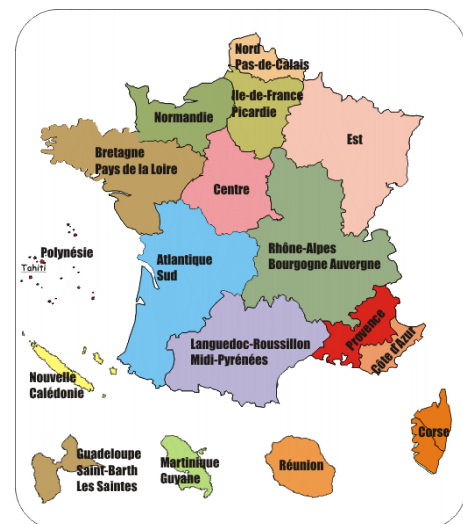 Nord
Pas-de-Calais
Ile-de-France
Picardie
Normandie
Est
Bretagne
Pays de la Loire
Centre
Polynésie
Tahiti
Atlantique
Sud
Rhône-Alpes
Bourgogne Auvergne
Provence
Côte d'Azur
Languedoc-Roussillon
Midi-Pyrénées
Nouvelle
Calédonie
Corse
Guadeloupe
Saint-Barth
Les Saintes
Martinique
Guyane
Réunion